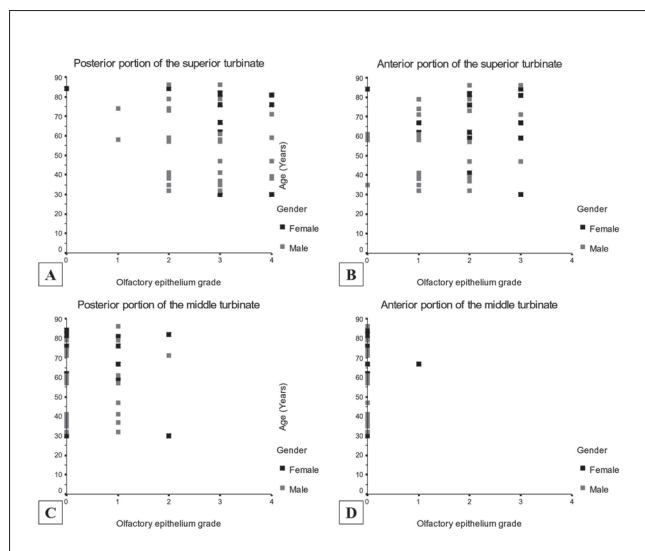 Posterior portion of the superior turbinate
90
80
70
60
50
40
30
20
10
0
0 1 2 3 4
Olfactory epithelium grade
Gender
Female
Male
A
Anterior portion of the superior turbinate
Age (Years)
90
80
70
60
50
40
30
20
10
0
0 1 2 3 4
Olfactory epithelium grade
Gender
Female
Male
B
Posterior portion of the middle turbinate
90
80
70
60
50
40
30
20
10
0
0 1 2 3 4
Olfactory epithelium grade
Gender
Female
Male
C
Anterior portion of the middle turbinate
Age (Years)
90
80
70
60
50
40
30
20
10
0
0 1 2 3 4
Olfactory epithelium grade
Gender
Female
Male
D